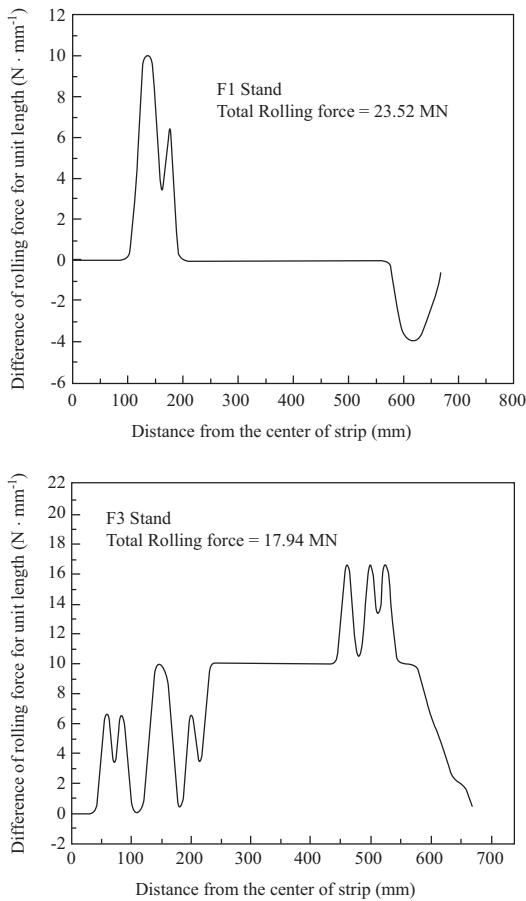 Difference of rolling force for unit length (N · mm-1)
12
10
8
6
4
2
0
-2
-4
-6
F1 Stand
Total Rolling force = 23.52 MN
0 100 200 300 400 500 600 700 800
Distance from the center of strip (mm)
Difference of rolling force for unit length (N · mm-1)
22
20
18
16
14
12
10
8
6
4
2
0
-2
F3 Stand
Total Rolling force = 17.94 MN
0 100 200 300 400 500 600 700
Distance from the center of strip (mm)